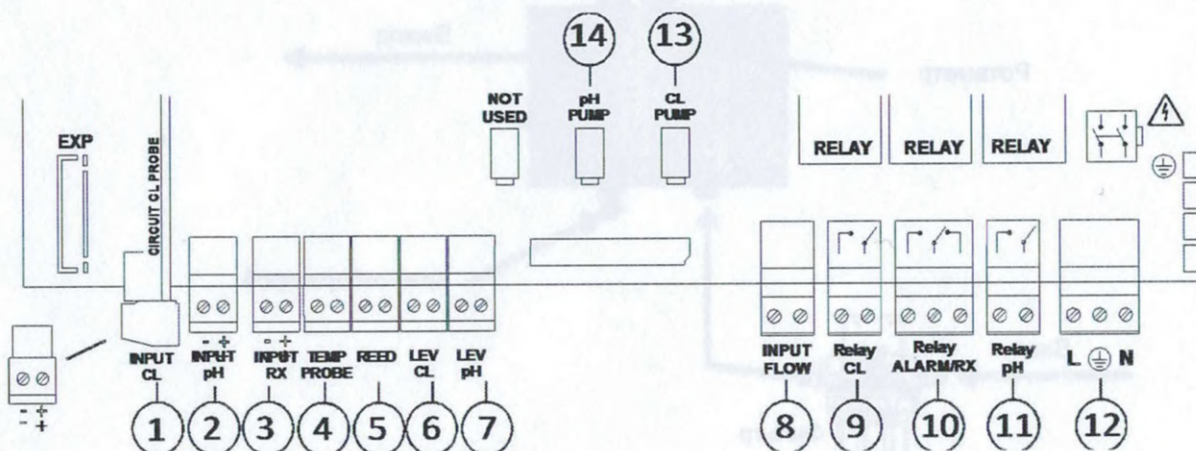 14 13
NOT USED
pH PUMP
CL PUMP
EXP
CIRCUIT CL PROBE
RELAY RELAY RELAY
- +
- + - +
INPUT CL
INPUT pH
INPUT RX
TEMP PROBE
REED
LEV CL
LEV pH
INPUT FLOW
Relay CL
Relay ALARM/RX
Relay pH
L N
1 2 3 4 5 6 7 8 9 10 11 12